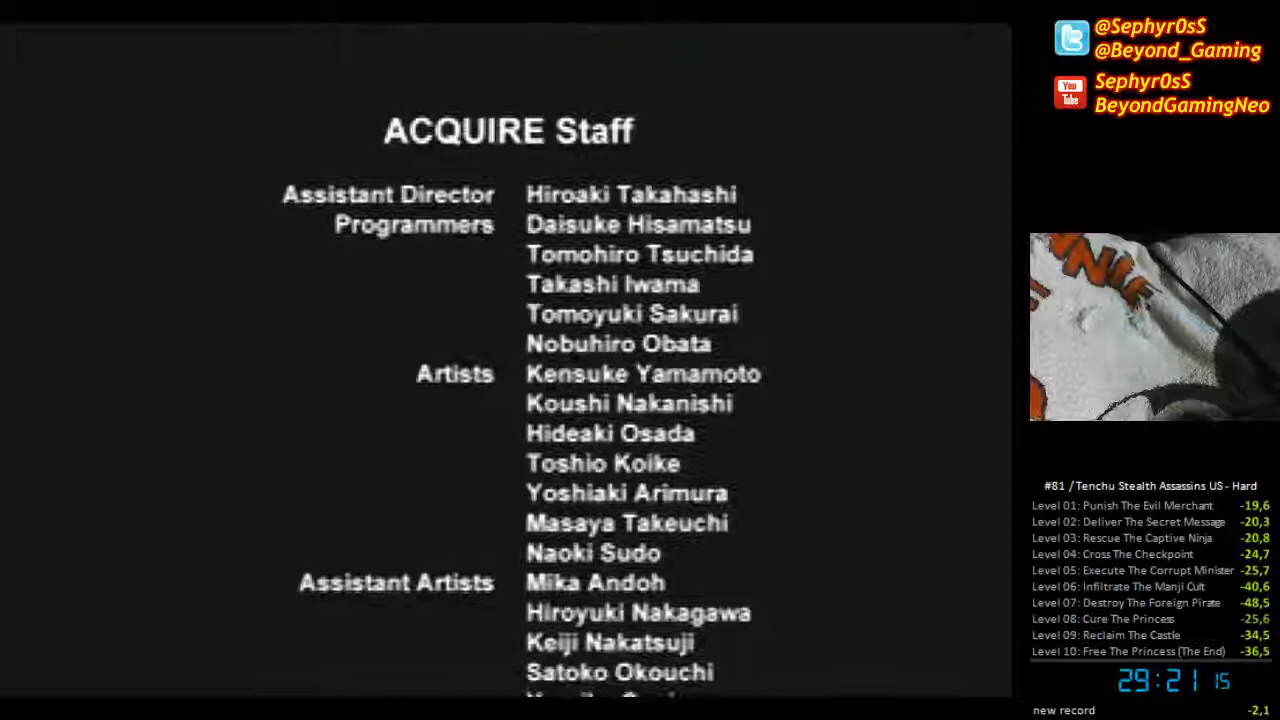 @Sephyr0sS
@Beyond_Gaming
You Tube
Sephyr0sS
BeyondGamingNeo
ACQUIRE Staff
Assistant Director Hiroaki Takahashi
Programmers Daisuke Hisamatsu
Tomohiro Tsuchida
Takashi Iwama
Tomoyuki Sakurai
Nobuhiro Obata
Artists Kensuke Yamamoto
Koushi Nakanishi
Hideaki Osada
Toshio Koike
Yoshiaki Arimura
Masaya Takeuchi
Naoki Sudo
Assistant Artists Mika Andoh
Hiroyuki Nakagawa
Keiji Nakatsuji
Satoko Okouchi
#81 / Tenchu Stealth Assassins US - Hard
Level 01: Punish The Evil Merchant -19,6
Level 02: Deliver The Secret Message -20,3
Level 03: Rescue The Captive Ninja -20,8
Level 04: Cross The Checkpoint -24,7
Level 05: Execute The Corrupt Minister -25,7
Level 06: Infiltrate The Manji Cult -40,6
Level 07: Destroy The Foreign Pirate -48,5
Level 08: Cure The Princess -25,6
Level 09: Reclaim The Castle -34,5
Level 10: Free The Princess (The End) -36,5
29:21 15
new record -2,1